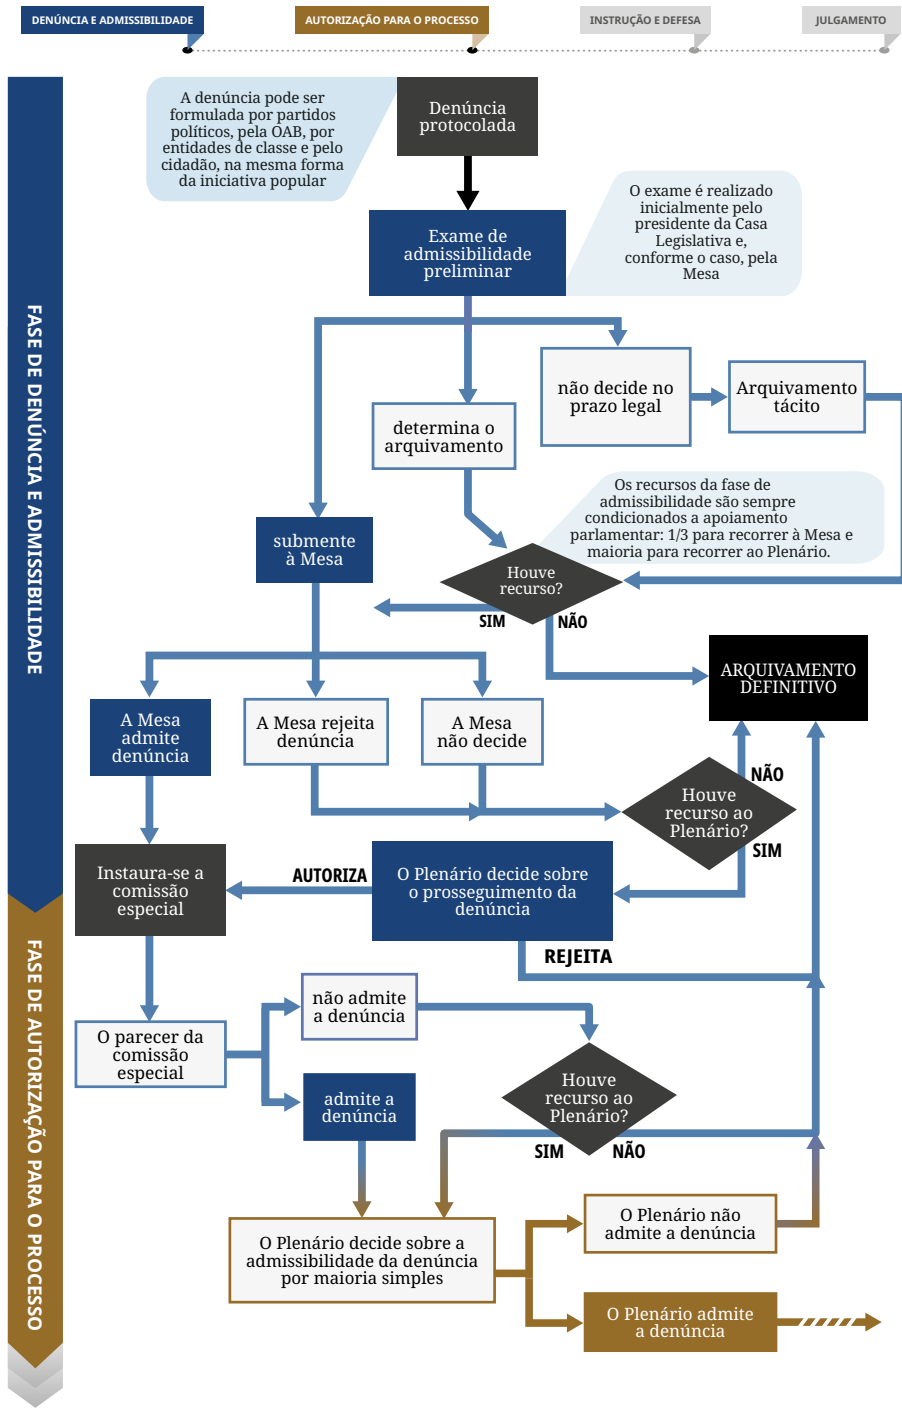 DENÚNCIA E ADMISSIBILIDADE
AUTORIZAÇÃO PARA O PROCESSO
INSTRUÇÃO E DEFESA
JULGAMENTO
FASE DE DENÚNCIA E ADMISSIBILIDADE
A denúncia pode ser
formulada por partidos
políticos, pela OAB, por
entidades de classe e pelo
cidadão, na mesma forma
da iniciativa popular
Denúncia
protocolada
O exame é realizado
inicialmente pelo
presidente da Casa
Legislativa e,
conforme o caso, pela
Mesa
Exame de
admissibilidade
preliminar
não decide no
prazo legal
Arquivamento
tácito
determina o
arquivamento
Os recursos da fase de
admissibilidade são sempre
condicionados a apoiamento
parlamentar: 1/3 para recorrer à Mesa e
maioria para recorrer ao Plenário.
submente
à Mesa
Houve
recurso?
SIM
NÃO
ARQUIVAMENTO
DEFINITIVO
A Mesa
admite
denúncia
A Mesa rejeita
denúncia
A Mesa
não decide
NÃO
Houve
recurso ao
Plenário?
SIM
Instaura-se a
comissão
especial
AUTORIZA
O Plenário decide sobre
o prosseguimento da
denúncia
REJEITA
FASE DE AUTORIZAÇÃO PARA O PROCESSO
não admite
a denúncia
O parecer da
comissão
especial
admite a
denúncia
Houve
recurso ao
Plenário?
SIM
NÃO
O Plenário decide sobre a
admissibilidade da denúncia
por maioria simples
O Plenário não
admite a denúncia
O Plenário admite
a denúncia